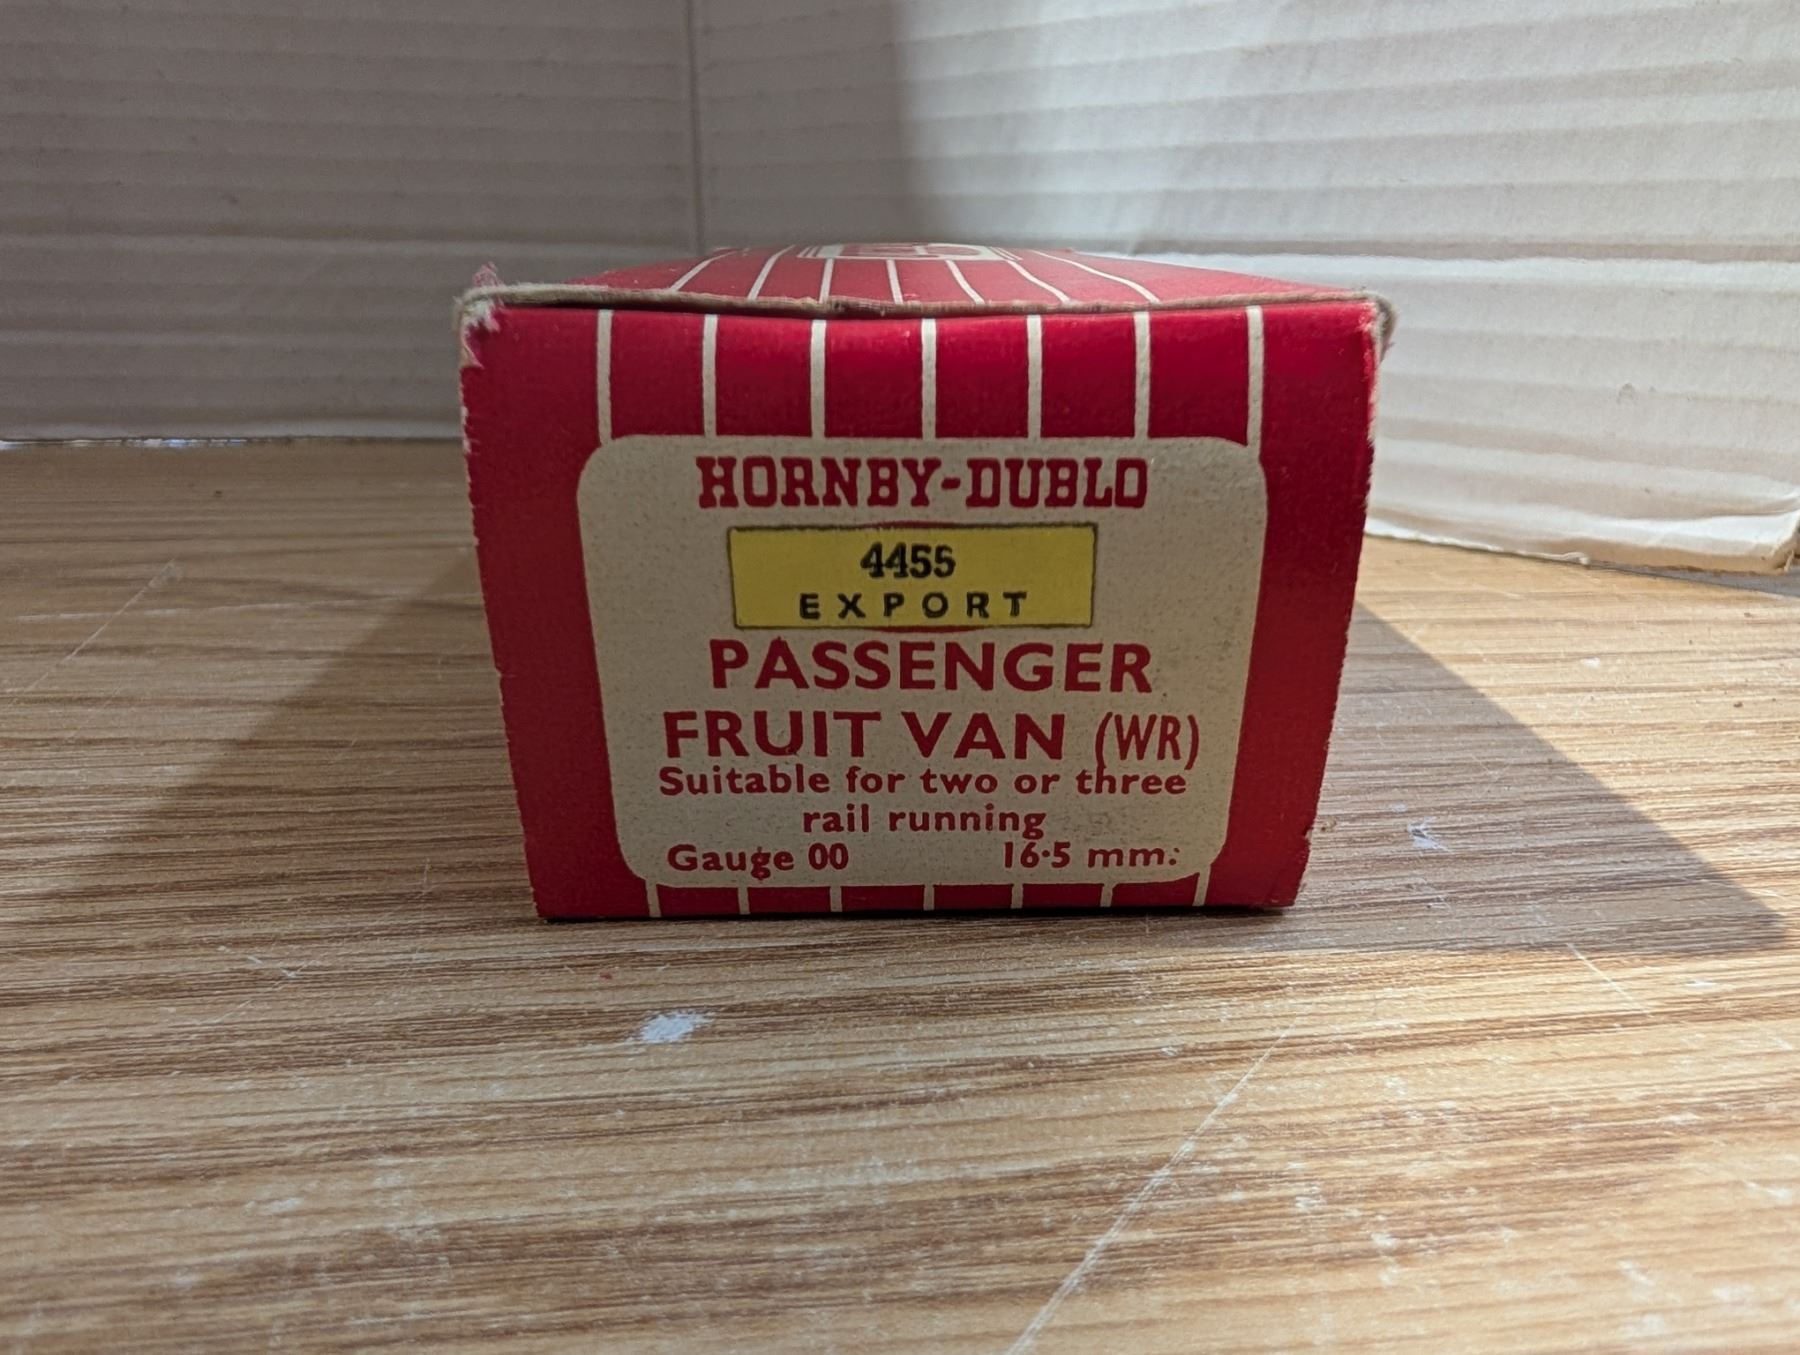 HORNBY-DUBLO
4455
EXPORT
PASSENGER
FRUIT VAN (WR)
Suitable for two or three
rail running
Gauge 00 16·5 mm.